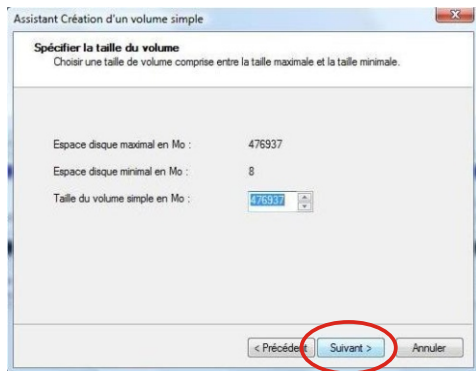 Assistant Création d'un volume simple
Spécifier la taille du volume
Choisir une taille de volume comprise entre la taille maximale et la taille minimale.
Espace disque maximal en Mo : 476937
Espace disque minimal en Mo : 8
Taille du volume simple en Mo : 476937
< Précédent Suivant > Annuler